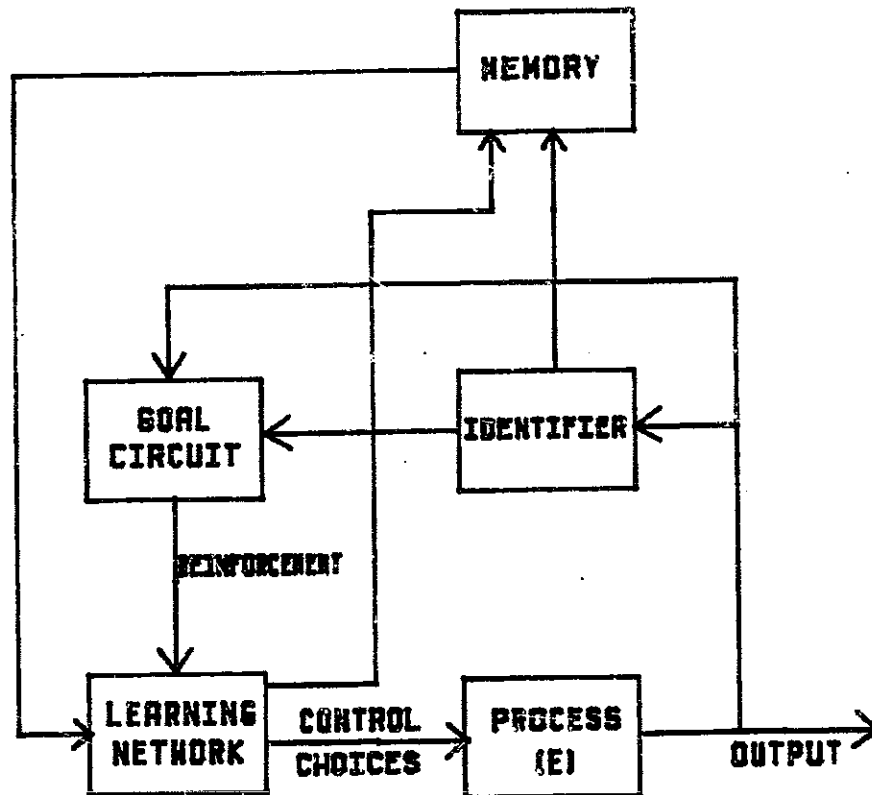 MEMORY
GOAL
CIRCUIT
IDENTIFIER
REINFORCEMENT
LEARNING
NETWORK
CONTROL
CHOICES
PROCESS
(E)
OUTPUT